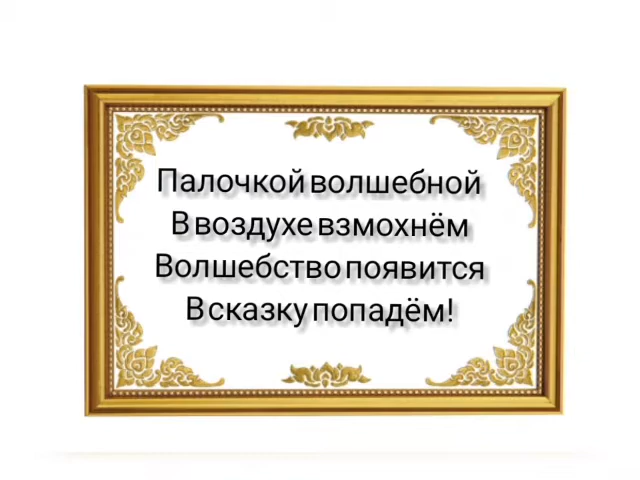 Палочкой волшебной
В воздухе взмохнём
Волшебство появится
В сказку попадём!